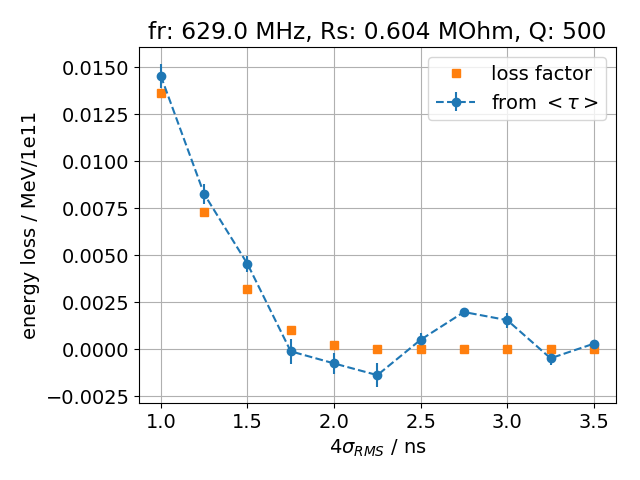 fr: 629.0 MHz, Rs: 0.604 MOhm, Q: 500
loss factor
from < τ >
energy loss / MeV/1e11
0.0150
0.0125
0.0100
0.0075
0.0050
0.0025
0.0000
−0.0025
1.0 1.5 2.0 2.5 3.0 3.5
4σRMS / ns